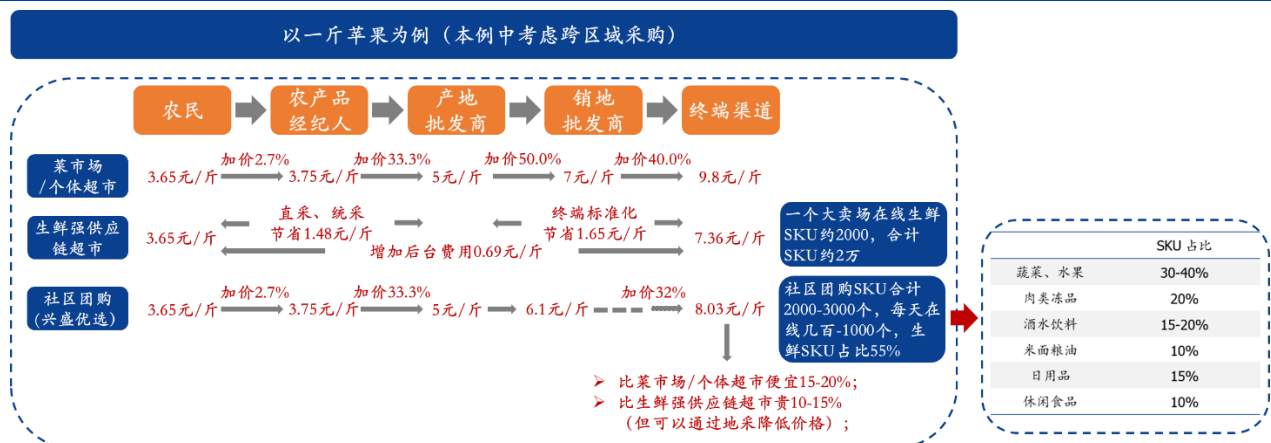 以一斤苹果为例（本例中考虑跨区域采购）
农民
农产品
经纪人
产地
批发商
销地
批发商
终端渠道
菜市场
/个体超市
3.65元/斤
加价2.7%
3.75元/斤
加价33.3%
5元/斤
加价50.0%
7元/斤
加价40.0%
9.8元/斤
生鲜强供应
链超市
3.65元/斤
直采、统采
节省1.48元/斤
终端标准化
节省1.65元/斤
增加后台费用0.69元/斤
7.36元/斤
一个大卖场在线生鲜
SKU约2000，合计
SKU约2万
社区团购
(兴盛优选)
3.65元/斤
加价2.7%
3.75元/斤
加价33.3%
5元/斤
6.1元/斤
加价32%
8.03元/斤
社区团购SKU合计
2000-3000个，每天在
线几百-1000个，生
鲜SKU占比55%
➢ 比菜市场/个体超市便宜15-20%；
➢ 比生鲜强供应链超市贵10-15%
（但可以通过地采降低价格）；
SKU 占比
蔬菜、水果 30-40%
肉类冻品 20%
酒水饮料 15-20%
米面粮油 10%
日用品 15%
休闲食品 10%